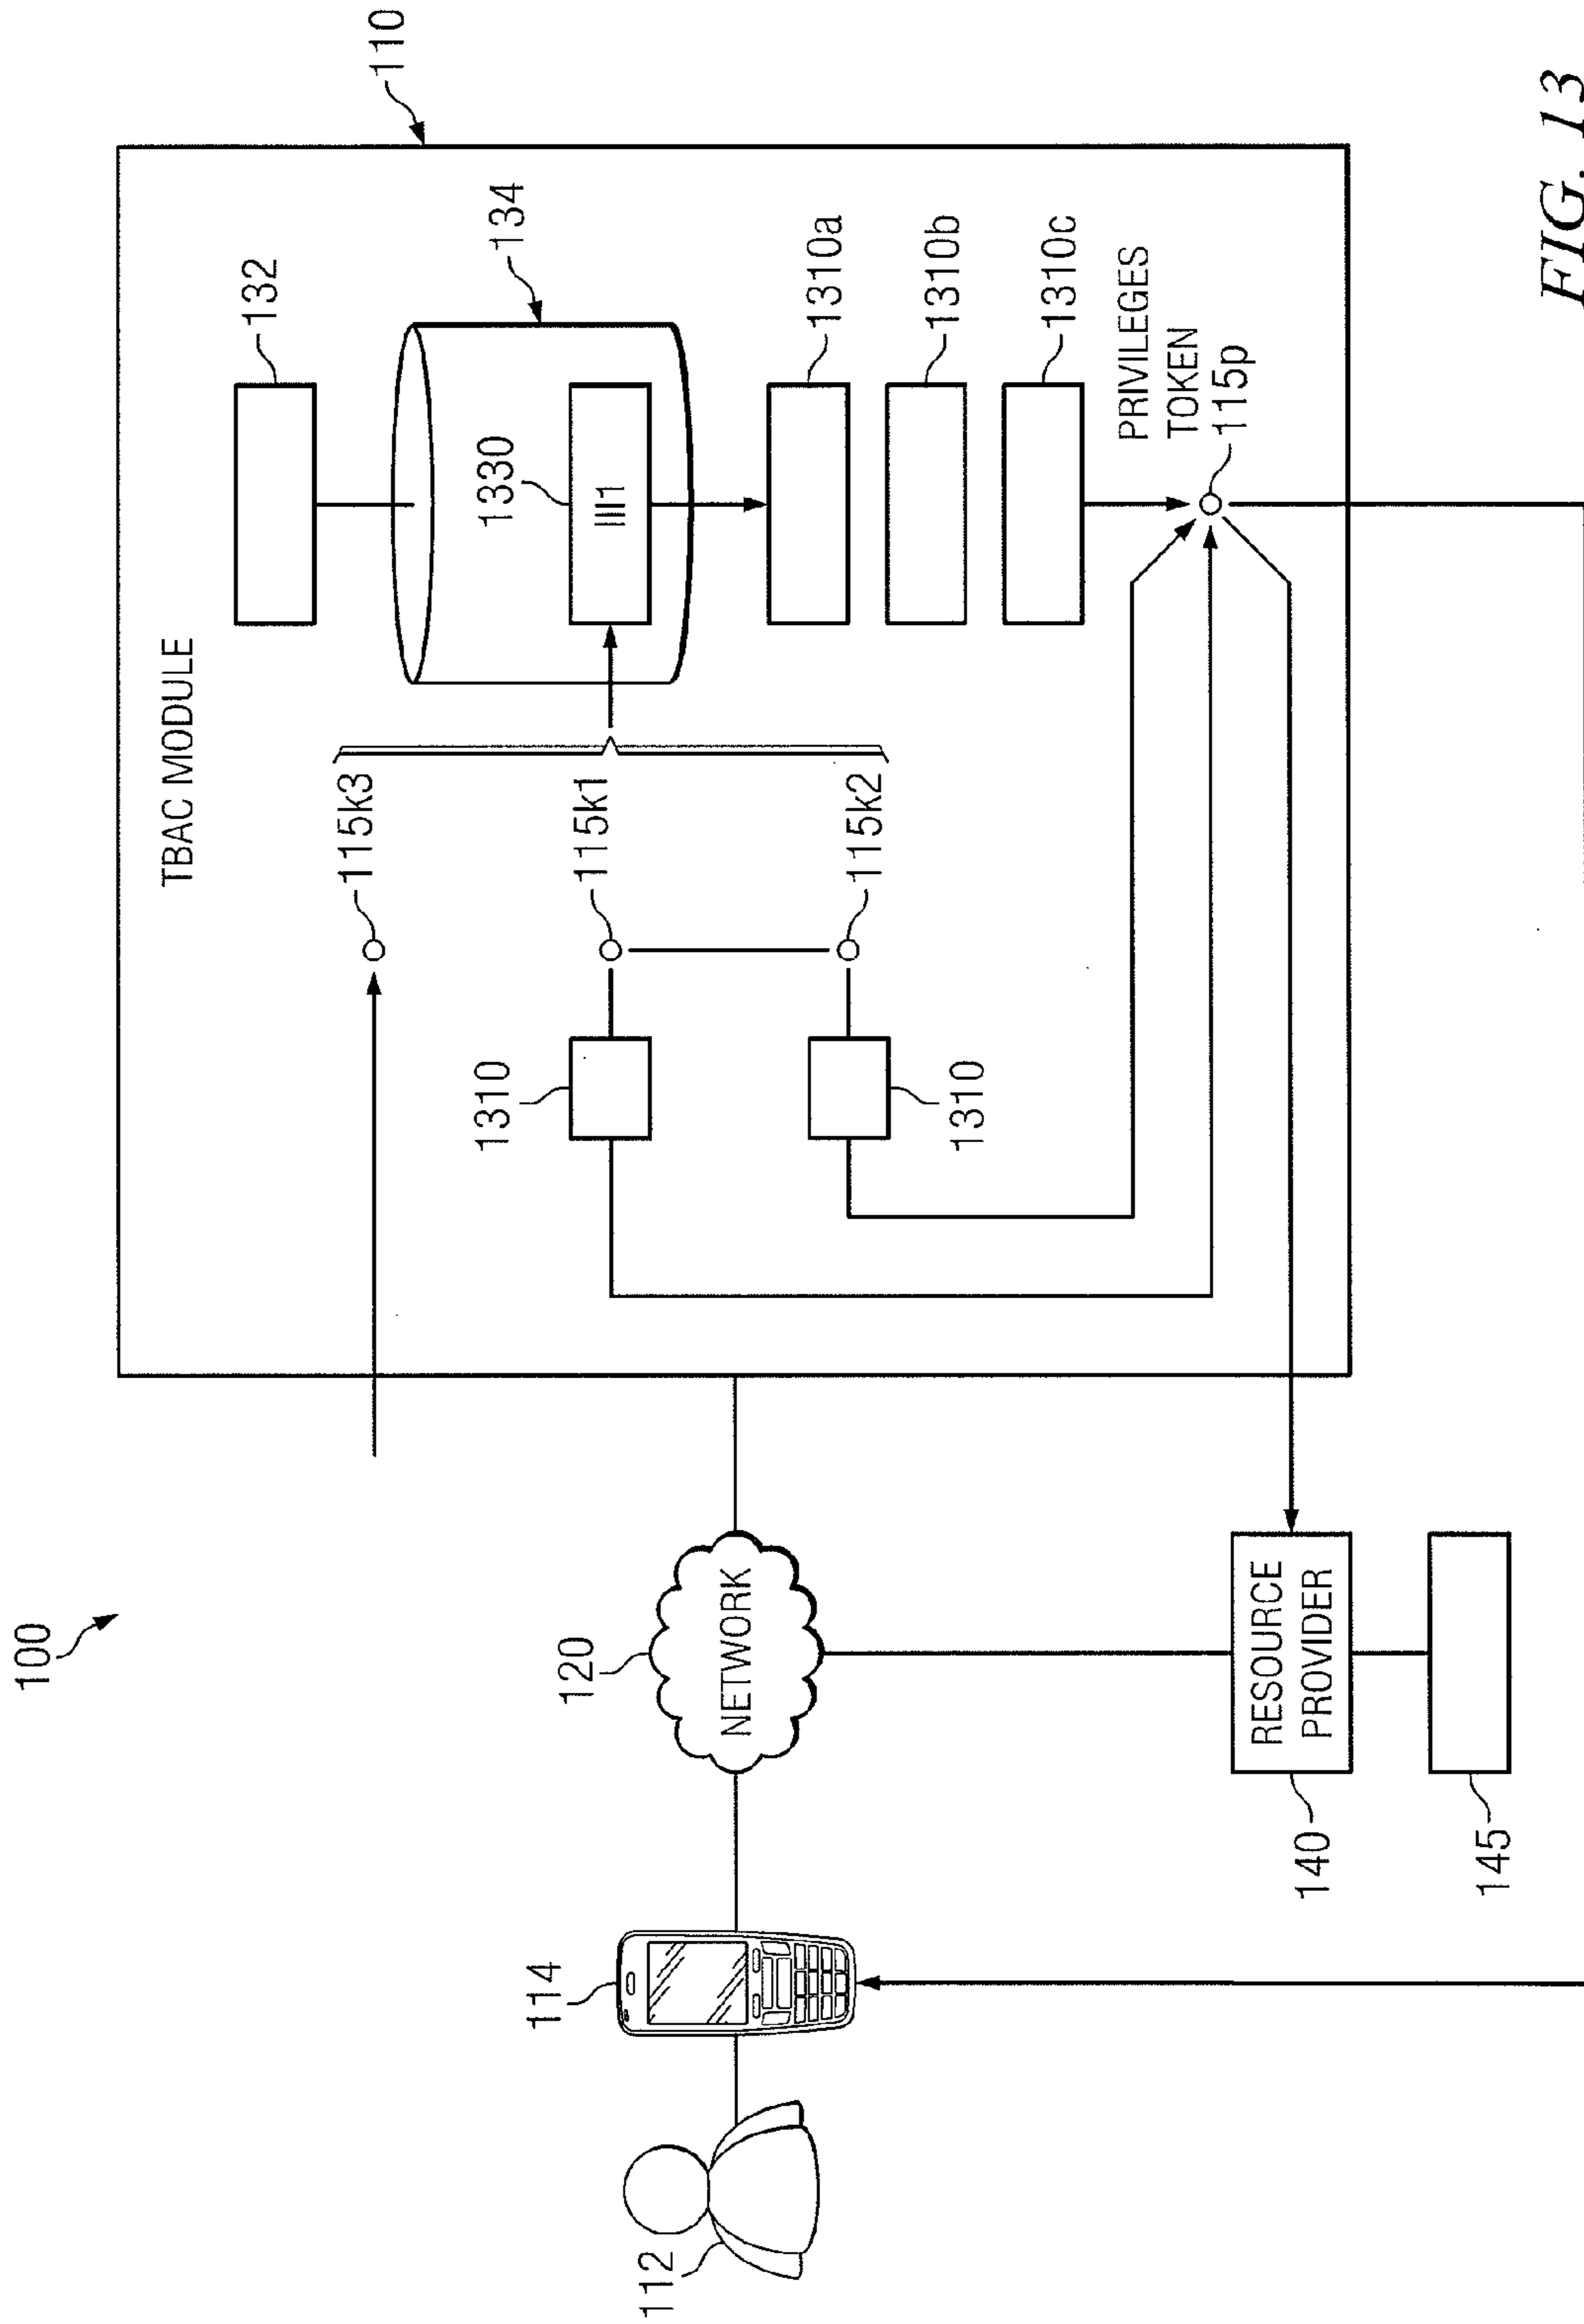 100
110
TBAC MODULE
132
134
1330
III1
115k3
115k1
115k2
1310
1310
1310a
1310b
1310c
PRIVILEGES
TOKEN
115p
120
NETWORK
114
112
RESOURCE
PROVIDER
140
145
FIG. 13